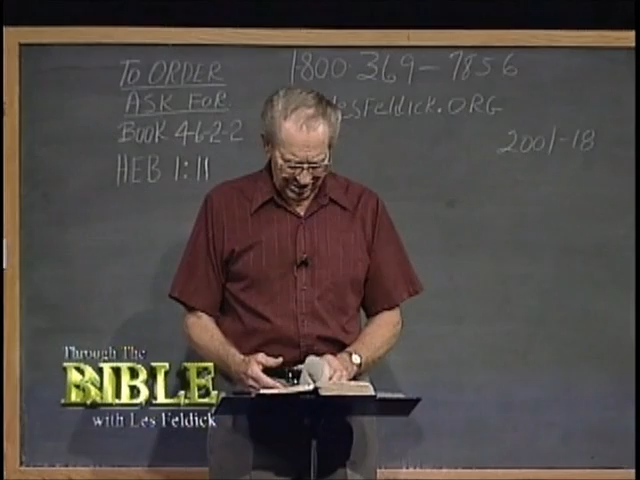 TO ORDER
ASK FOR
BOOK 46-2-2
HEB 1:11
1800 369-7856
lesFeldick.ORG
2001-18
Through The
BIBLE
with Les Feldick